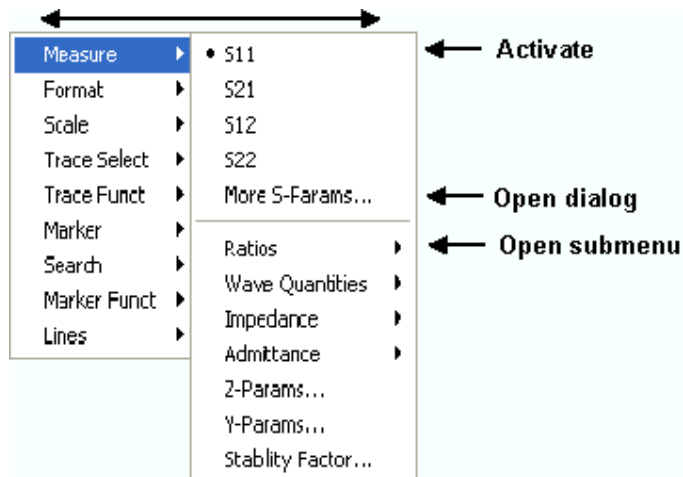 Measure
Format
Scale
Trace Select
Trace Funct
Marker
Search
Marker Funct
Lines
• S11
S21
S12
S22
More S-Params...
Ratios
Wave Quantities
Impedance
Admittance
Z-Params...
Y-Params...
Stablity Factor...
Activate
Open dialog
Open submenu